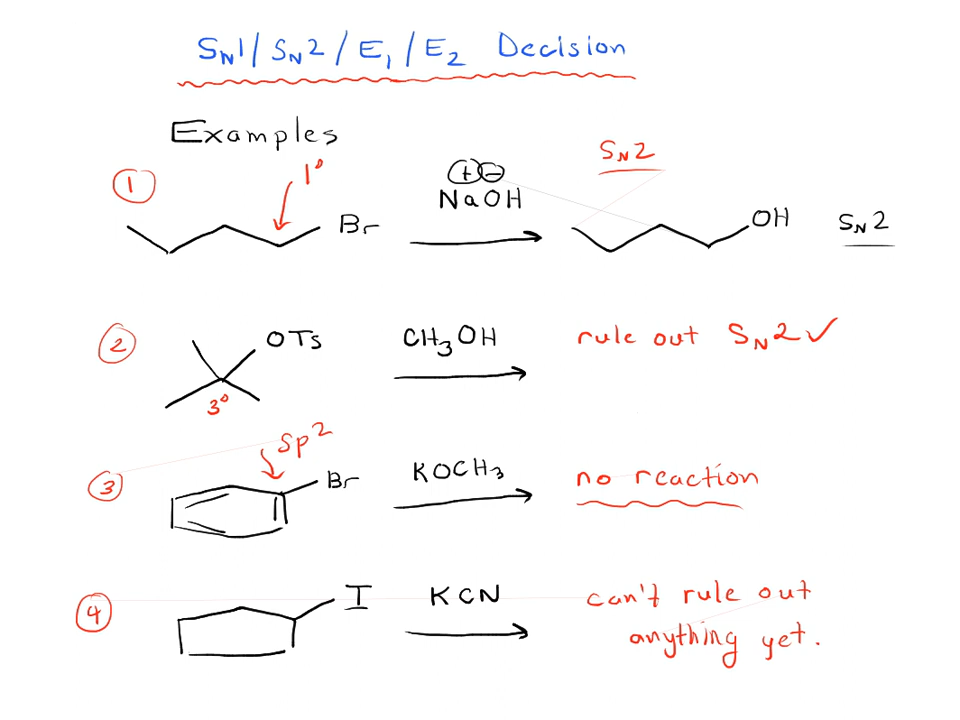 SN1/SN2/E1/E2 Decision
Examples
1 1° Br
⊕⊖
NaOH
SN2
OH SN2
2 OTs 3° CH3OH rule out SN2✓
3 Sp2 Br KOCH3 no reaction
4 I KCN can't rule out
anything yet.